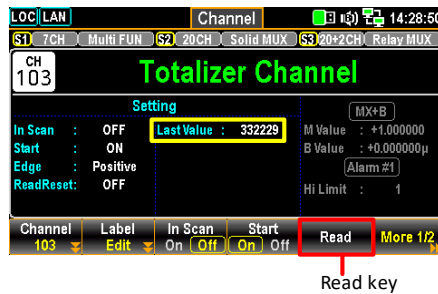 LOC LAN Channel 14:28:50
S1 7CH Multi FUN S2 20CH Solid MUX S3 20+2CH Relay MUX
CH
103
Totalizer Channel
Setting
In Scan : OFF
Start : ON
Edge : Positive
ReadReset: OFF
Last Value : 332229
MX+B
M Value : +1.000000
B Value : +0.000000µ
Alarm #1
Hi Limit : 1
Channel
103
Label
Edit
In Scan
On Off
Start
On Off
Read
More 1/2
Read key